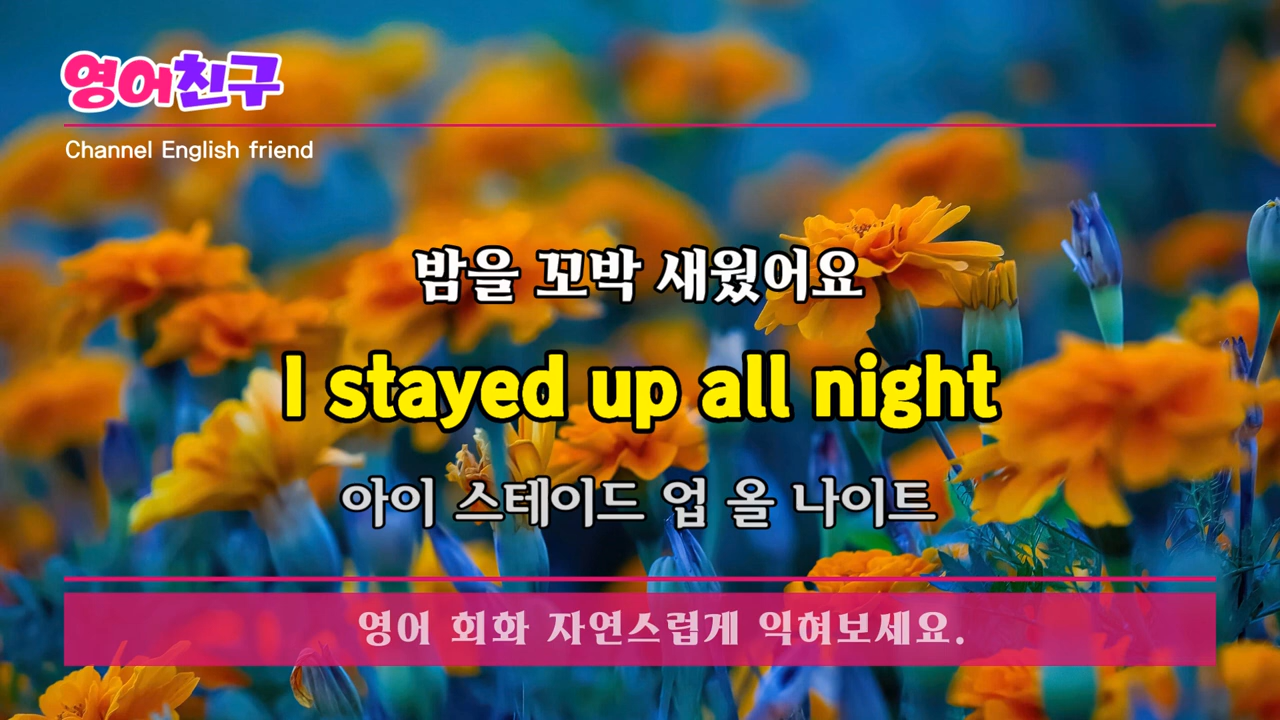 영어친구
Channel English friend
밤을 꼬박 새웠어요
I stayed up all night
아이 스테이드 업 올 나이트
영어 회화 자연스럽게 익혀보세요.